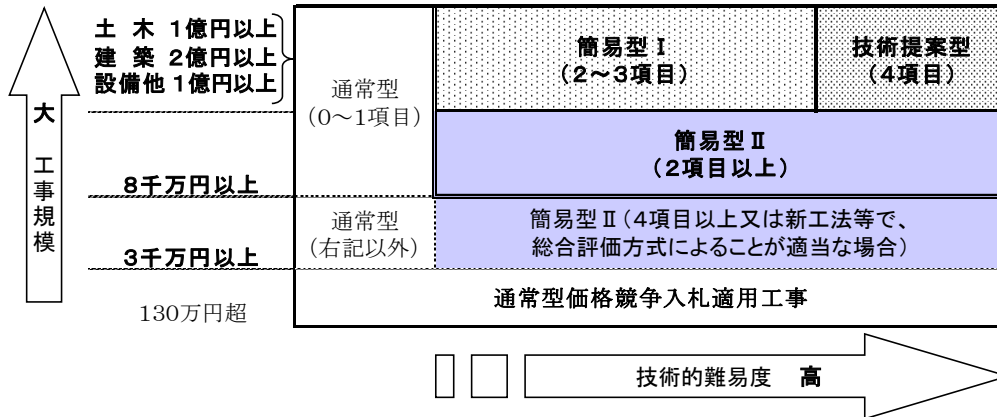 土 木 1億円以上
建 築 2億円以上
設備他 1億円以上
大 工事規模
8千万円以上
3千万円以上
130万円超
通常型
(0~1項目)
簡易型Ⅰ
(2~3項目)
技術提案型
(4項目)
簡易型Ⅱ
(2項目以上)
通常型
(右記以外)
簡易型Ⅱ(4項目以上又は新工法等で、
総合評価方式によることが適当な場合)
通常型価格競争入札適用工事
技術的難易度 高